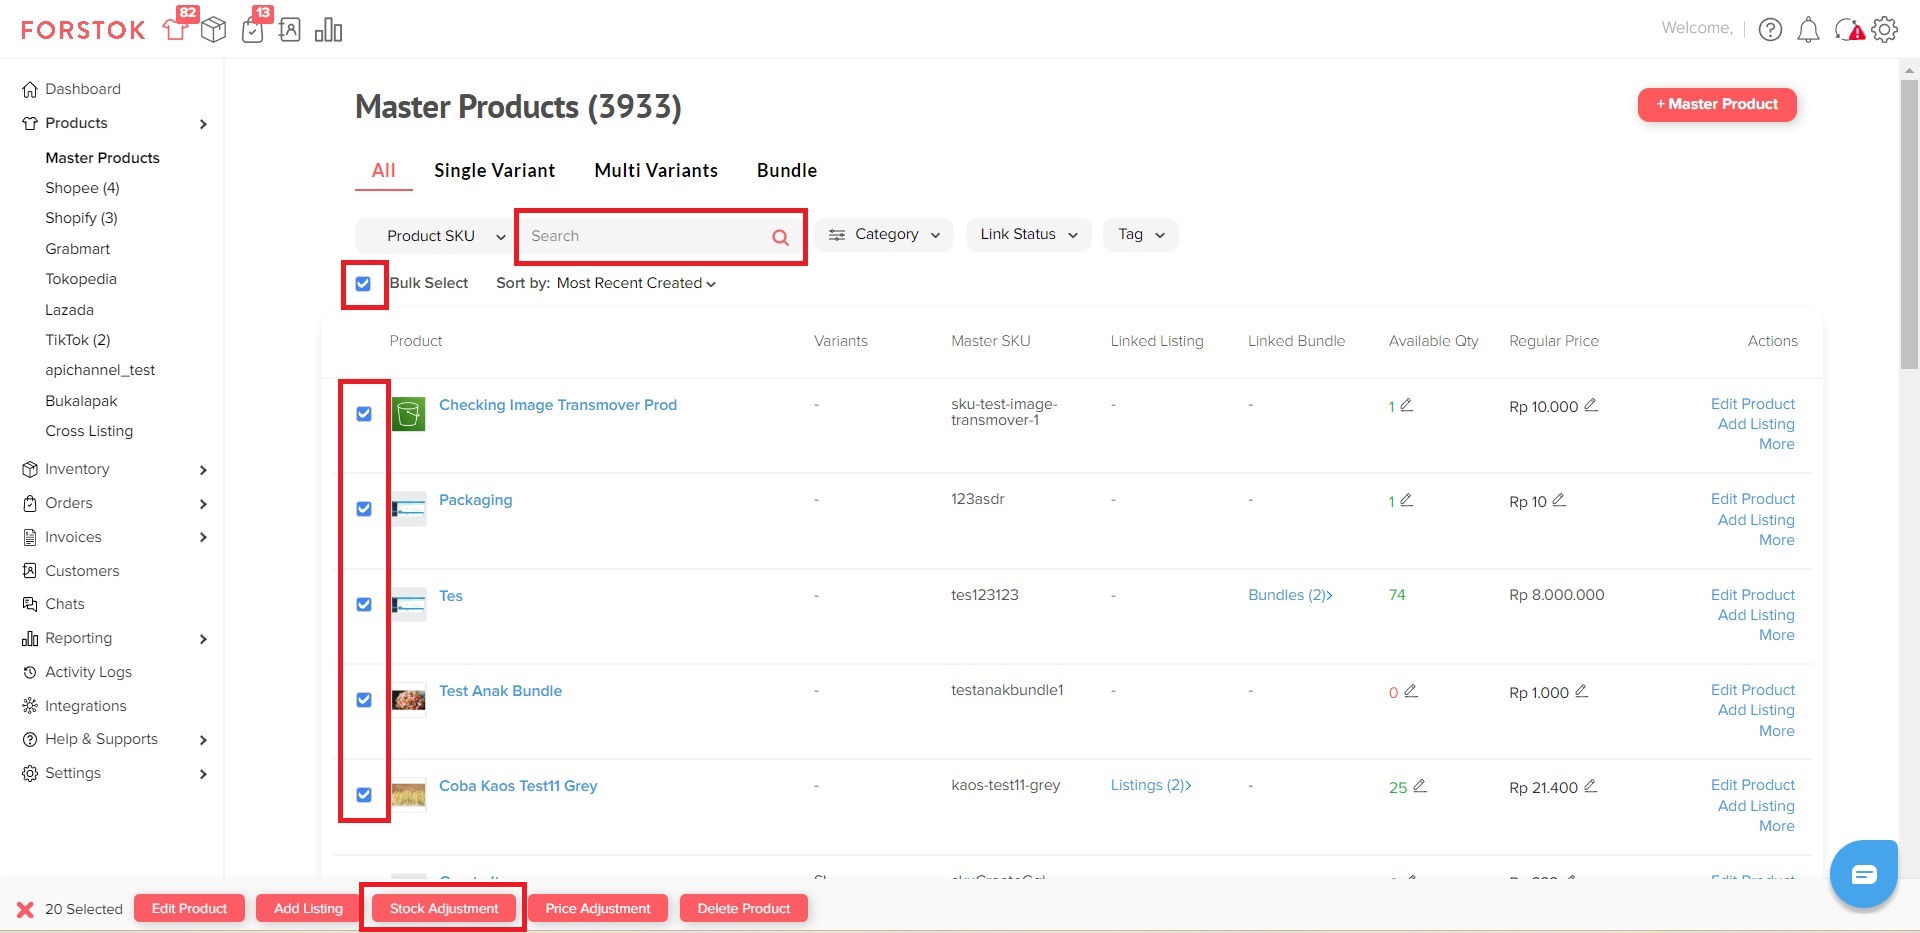 FORSTOK 82 13 Welcome,
Dashboard
Products
Master Products
Shopee (4)
Shopify (3)
Grabmart
Tokopedia
Lazada
TikTok (2)
apichannel_test
Bukalapak
Cross Listing
Inventory
Orders
Invoices
Customers
Chats
Reporting
Activity Logs
Integrations
Help & Supports
Settings
Master Products (3933)
+ Master Product
All Single Variant Multi Variants Bundle
Product SKU Search Category Link Status Tag
Bulk Select Sort by: Most Recent Created
Product Variants Master SKU Linked Listing Linked Bundle Available Qty Regular Price Actions
Checking Image Transmover Prod - sku-test-image- - - 1 Rp 10.000 Edit Product
transmover-1 Add Listing
More
Packaging - 123asdr - - 1 Rp 10 Edit Product
Add Listing
More
Tes - tes123123 - Bundles (2) 74 Rp 8.000.000 Edit Product
Add Listing
More
Test Anak Bundle - testanakbundle1 - - 0 Rp 1.000 Edit Product
Add Listing
More
Coba Kaos Test11 Grey - kaos-test11-grey Listings (2) - 25 Rp 21.400 Edit Product
Add Listing
More
20 Selected Edit Product Add Listing Stock Adjustment Price Adjustment Delete Product